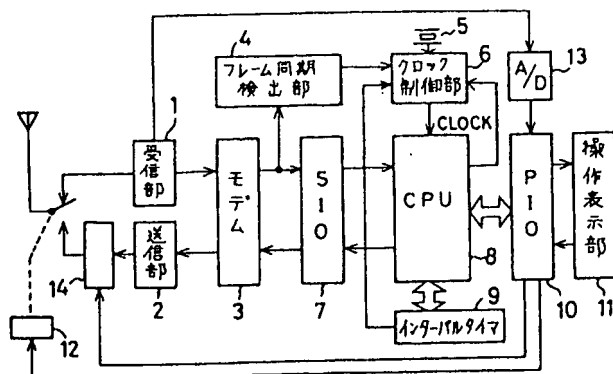 4
フレーム同期
検出部
5
6
クロック
制御部
A/D
13
1
受信部
CLOCK
モデム
3
SIO
7
CPU
8
PIO
10
操作表示部
11
送信部
2
14
12
9
インターバルタイマ